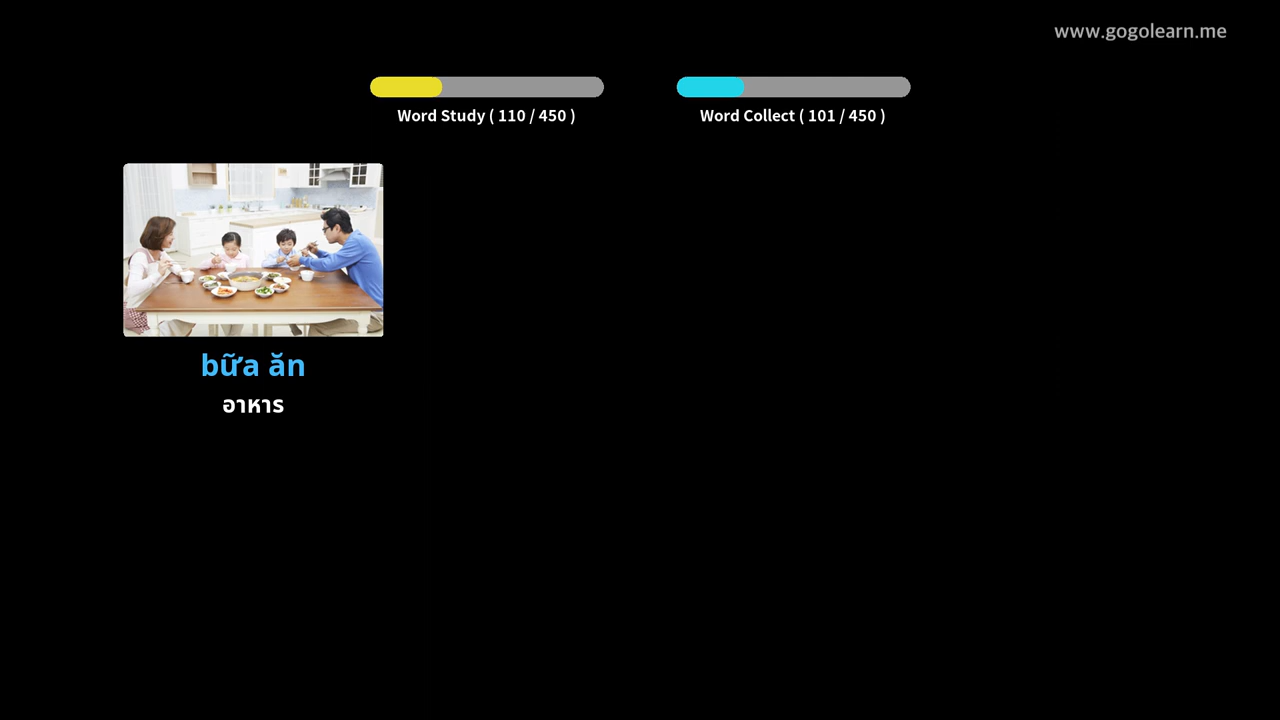 www.gogolearn.me
Word Study ( 110 / 450 )
Word Collect ( 101 / 450 )
bữa ăn
อาหาร